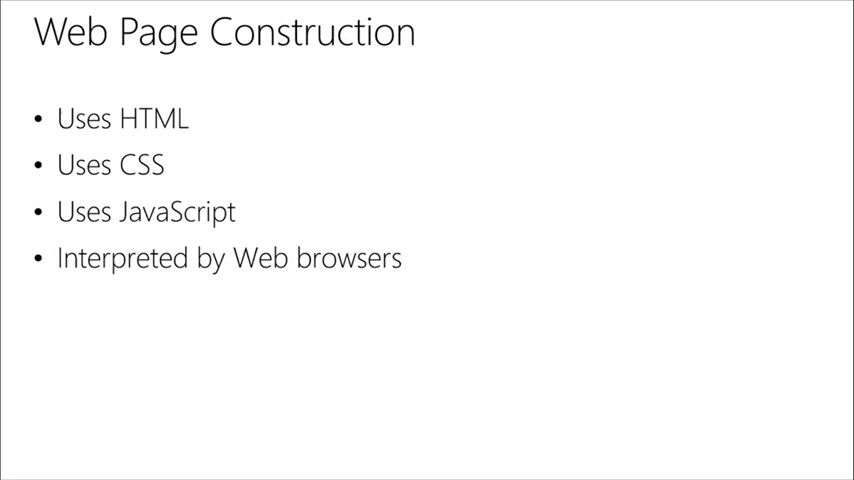 Web Page Construction
• Uses HTML
• Uses CSS
• Uses JavaScript
• Interpreted by Web browsers